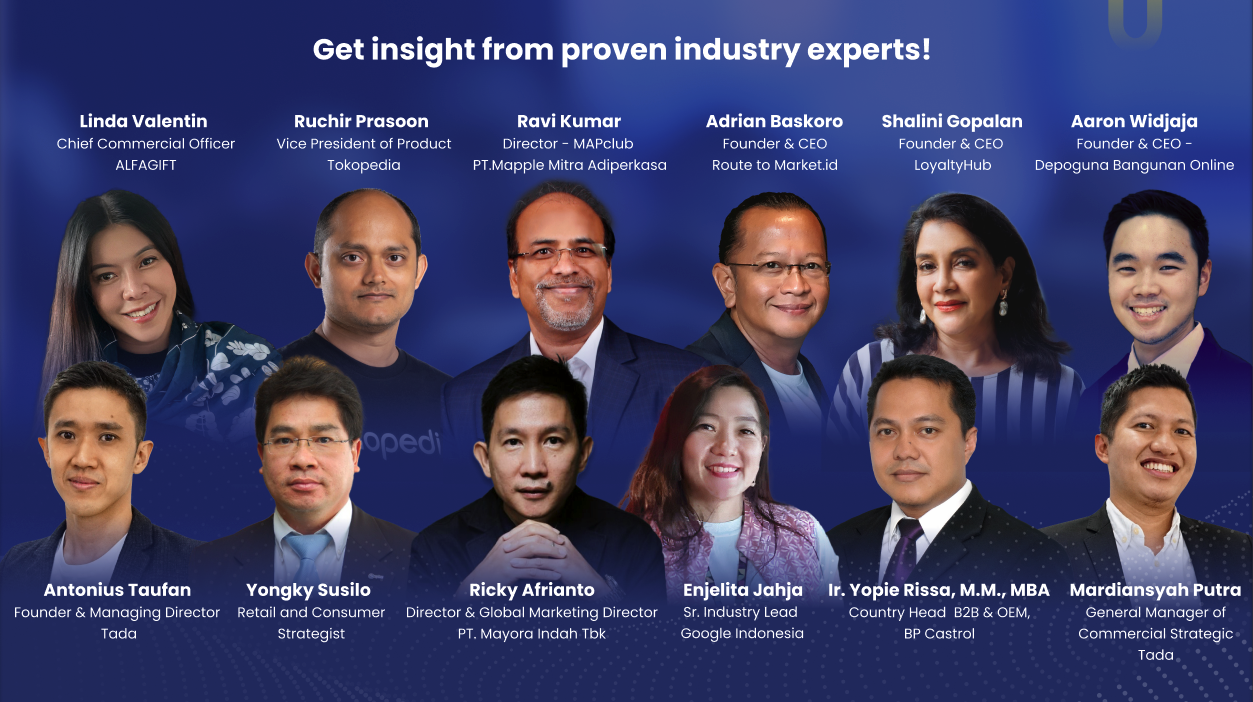 Get insight from proven industry experts!
Linda Valentin
Chief Commercial Officer
ALFAGIFT
Ruchir Prasoon
Vice President of Product
Tokopedia
Ravi Kumar
Director - MAPclub
PT.Mapple Mitra Adiperkasa
Adrian Baskoro
Founder & CEO
Route to Market.id
Shalini Gopalan
Founder & CEO
LoyaltyHub
Aaron Widjaja
Founder & CEO -
Depoguna Bangunan Online
opedi
Antonius Taufan
Founder & Managing Director
Tada
Yongky Susilo
Retail and Consumer
Strategist
Ricky Afrianto
Director & Global Marketing Director
PT. Mayora Indah Tbk
Enjelita Jahja
Sr. Industry Lead
Google Indonesia
Ir. Yopie Rissa, M.M., MBA
Country Head B2B & OEM,
BP Castrol
Mardiansyah Putra
General Manager of
Commercial Strategic
Tada